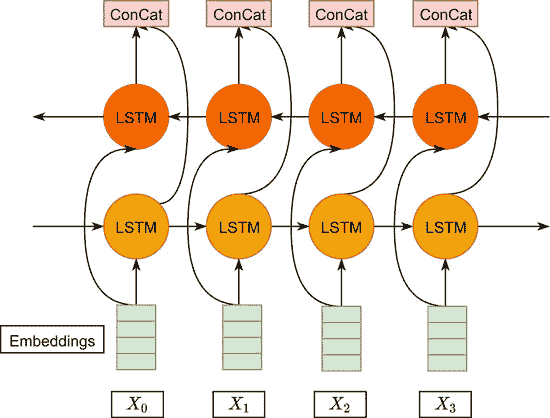 ConCat ConCat ConCat ConCat
LSTM LSTM LSTM LSTM
LSTM LSTM LSTM LSTM
Embeddings
X₀ X₁ X₂ X₃